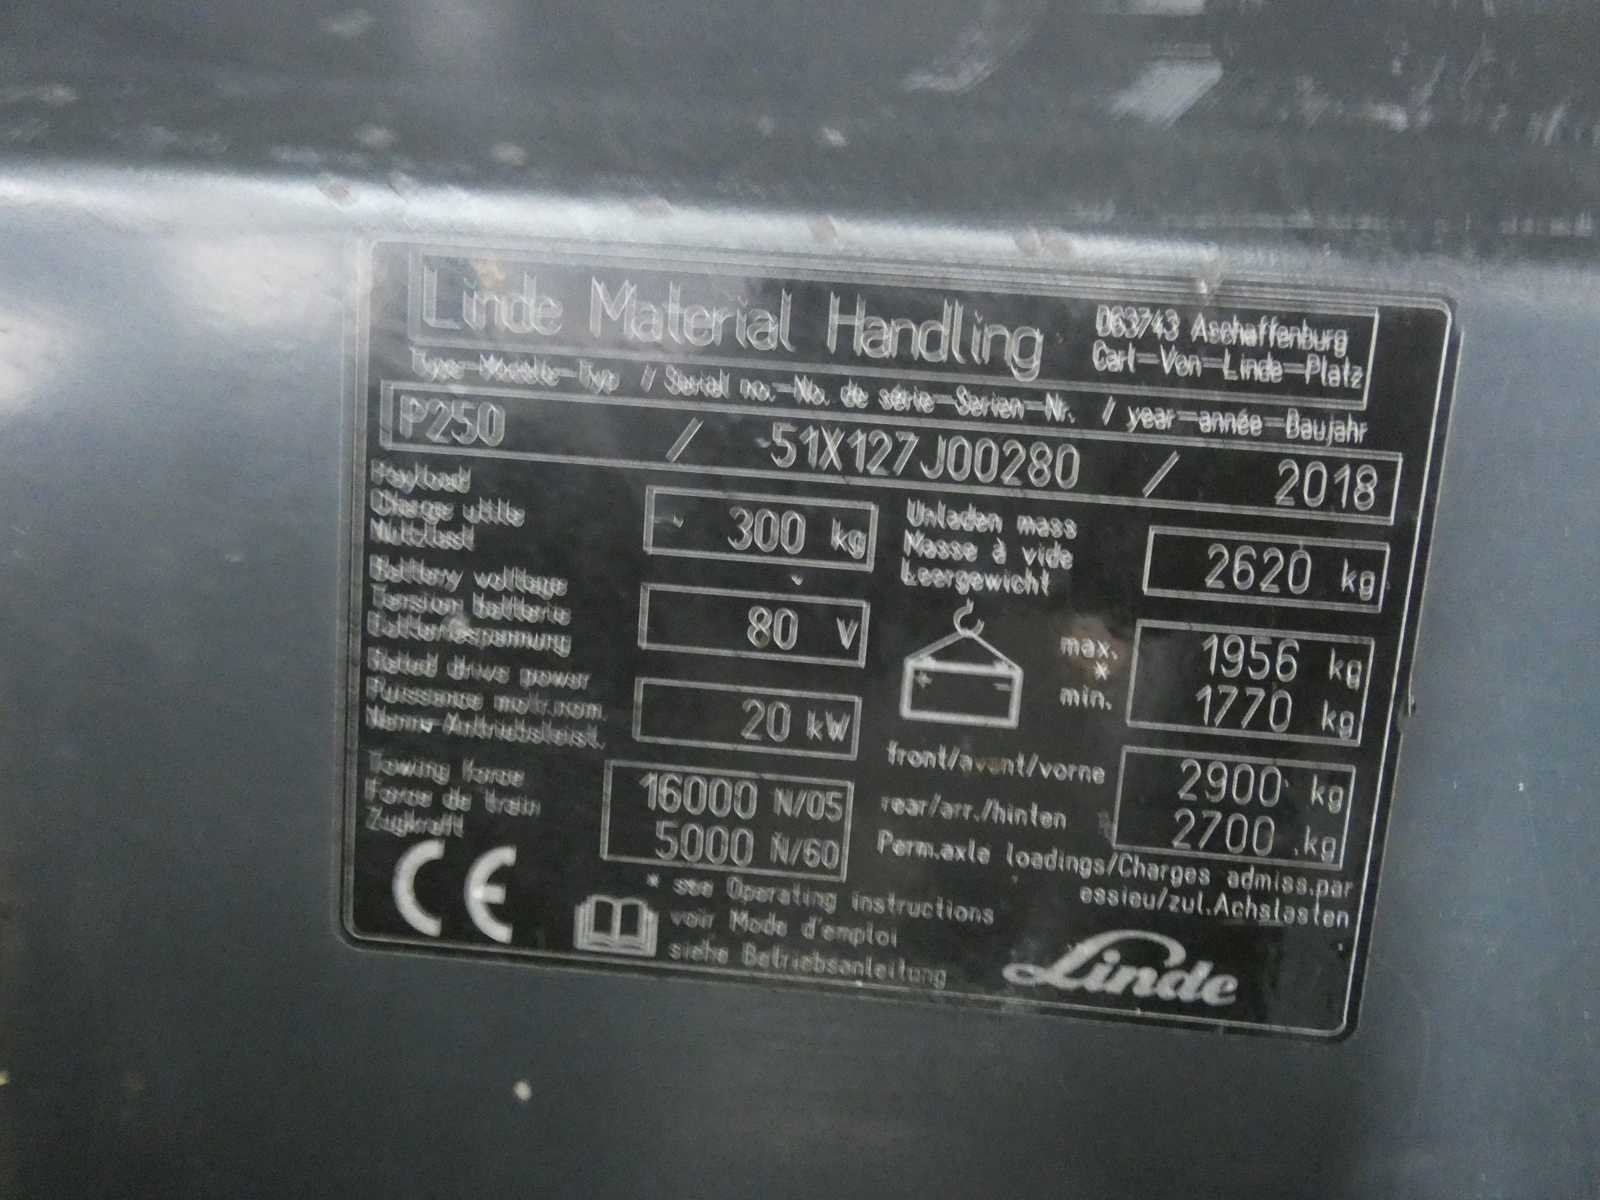 Linde Material Handling
D63743 Aschaffenburg
Carl-Von-Linde-Platz
Type-Modèle-Typ / Serial no.-No. de série-Serien-Nr. / year-année-Baujahr
P250 / 51X127J00280 / 2018
Payload
Charge utile
Nutzlast
300 kg
Unladen mass
Masse à vide
Leergewicht
2620 kg
Battery voltage
Tension batterie
Batteriespannung
80 V
+ -
max. 1956 kg
*
min. 1770 kg
Rated drive power
Puissance motr.nom.
Nenn-Antriebsleist.
20 kW
front/avant/vorne 2900 kg
rear/arr./hinten 2700 kg
Perm.axle loadings/Charges admiss.par
essieu/zul.Achslasten
Towing force
Force de train
Zugkraft
16000 N/05
5000 N/60
CE
* see Operating instructions
voir Mode d'emploi
siehe Betriebsanleitung
Linde